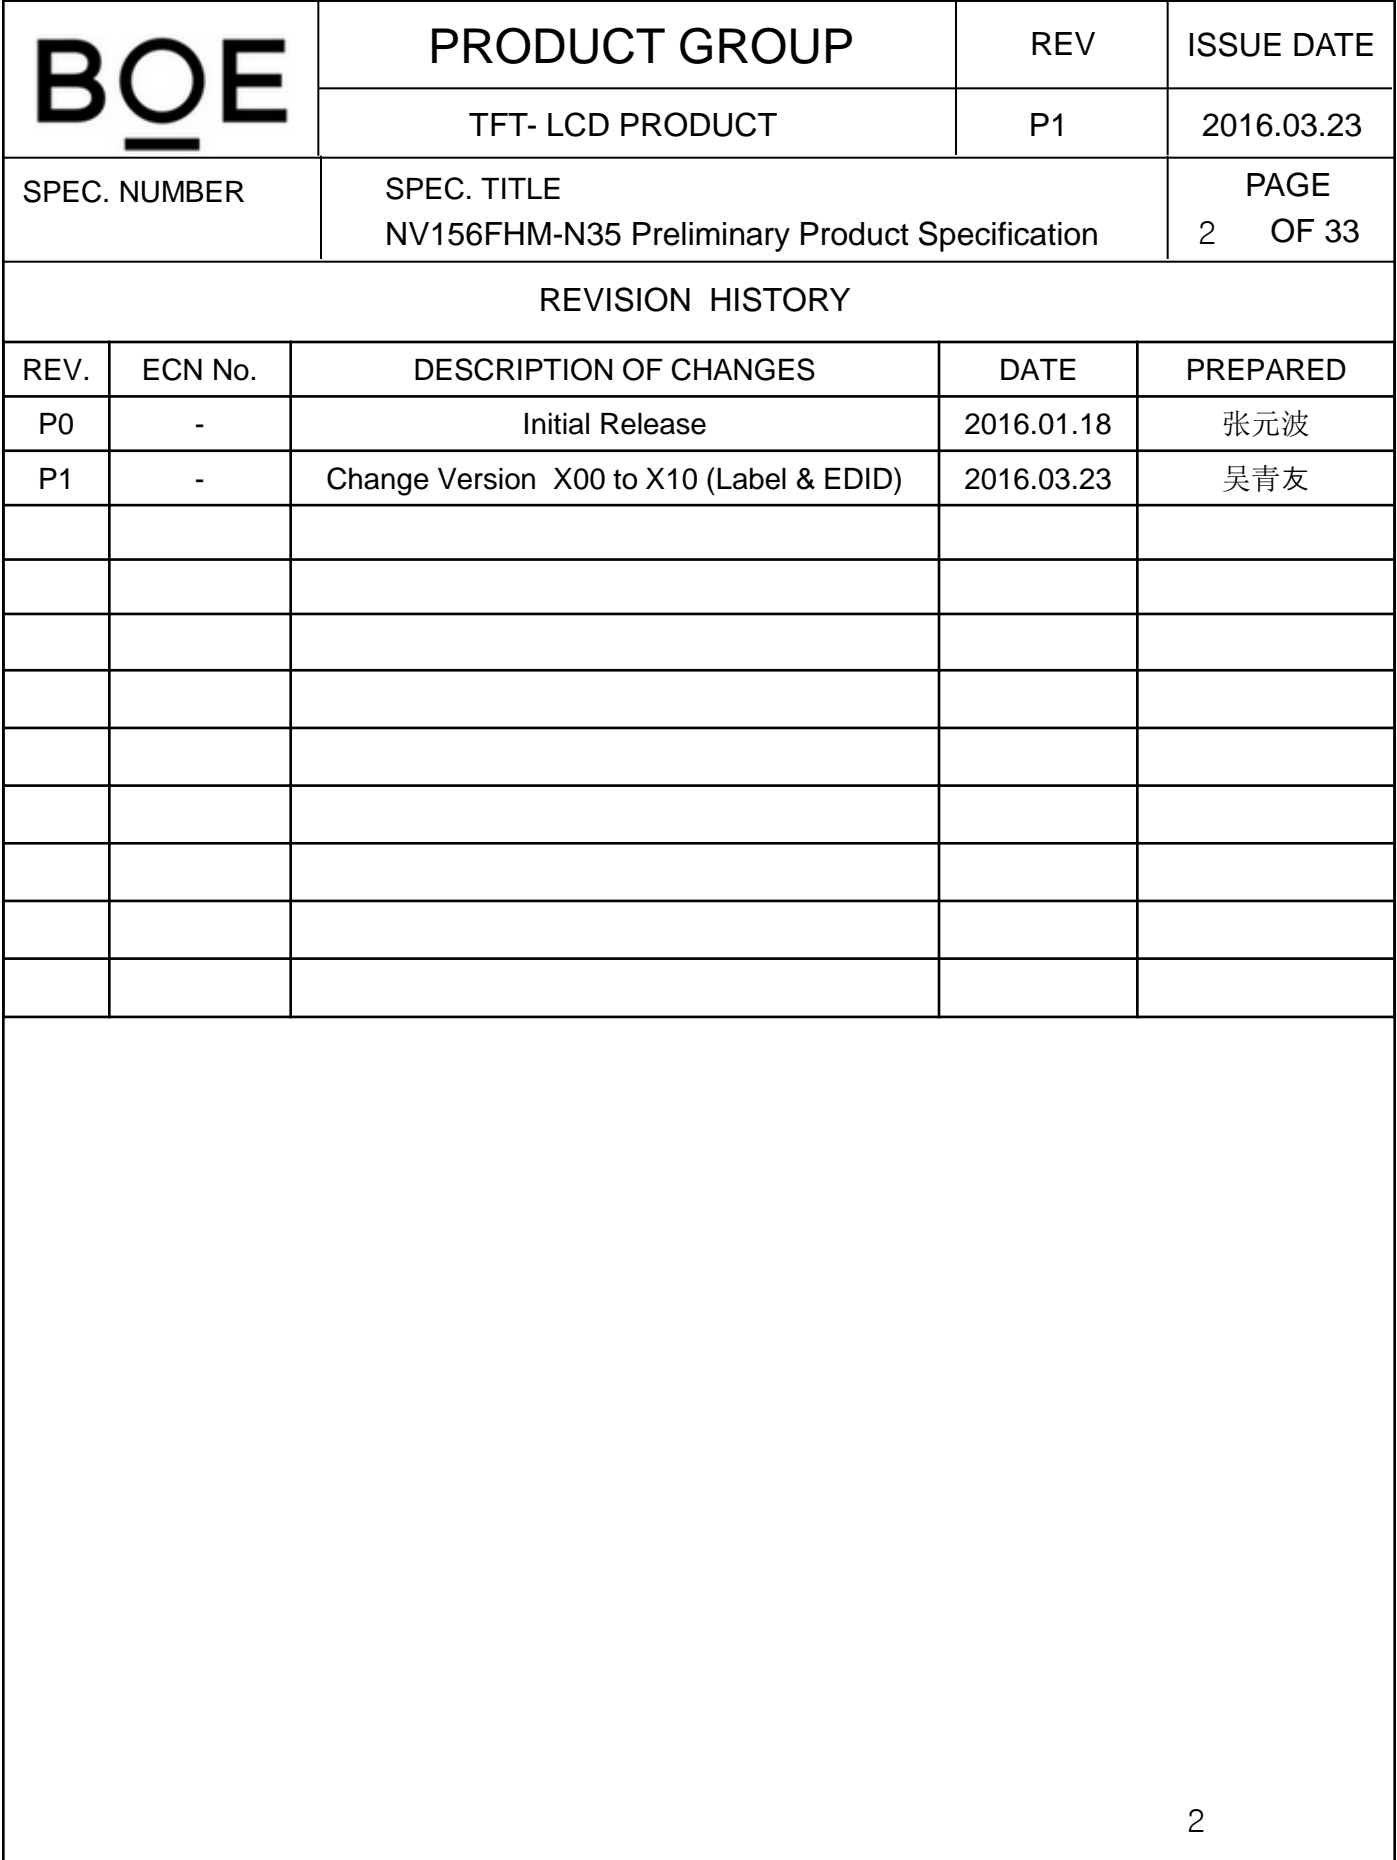 BOE
PRODUCT GROUP
REV
ISSUE DATE
TFT- LCD PRODUCT
P1
2016.03.23
SPEC. NUMBER
SPEC. TITLE
NV156FHM-N35 Preliminary Product Specification
PAGE
2 OF 33
REVISION HISTORY
REV. ECN No. DESCRIPTION OF CHANGES DATE PREPARED
P0 - Initial Release 2016.01.18 张元波
P1 - Change Version X00 to X10 (Label & EDID) 2016.03.23 吴青友
2